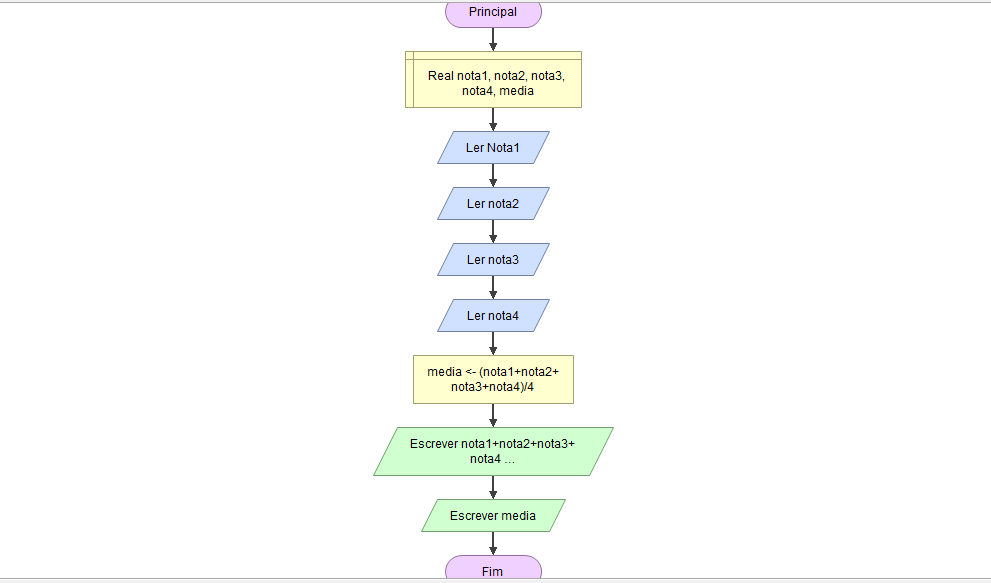 Principal
Real nota1, nota2, nota3,
nota4, media
Ler Nota1
Ler nota2
Ler nota3
Ler nota4
media <- (nota1+nota2+
nota3+nota4)/4
Escrever nota1+nota2+nota3+
nota4 ...
Escrever media
Fim